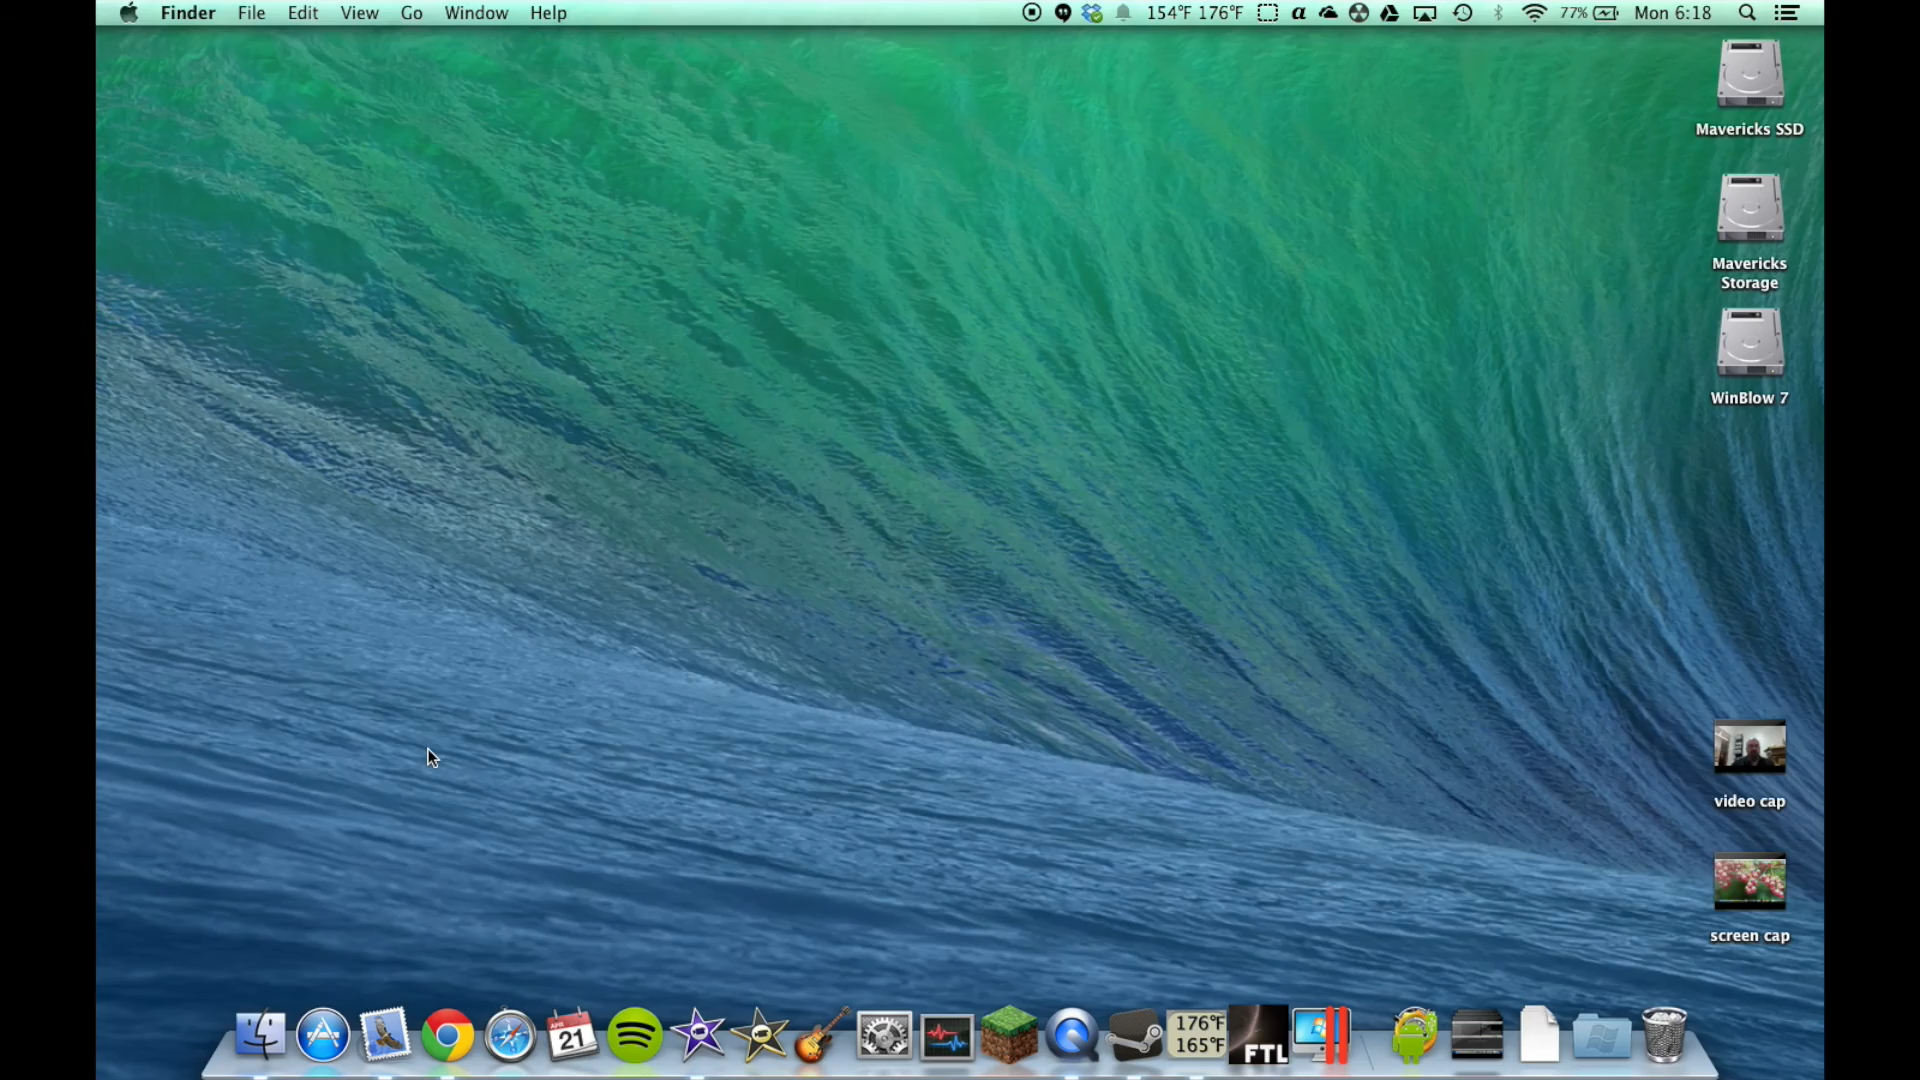 Finder File Edit View Go Window Help 154°F 176°F 77% Mon 6:18
Mavericks SSD
Mavericks
Storage
WinBlow 7
video cap
screen cap
APR
21
176°F
165°F
FTL